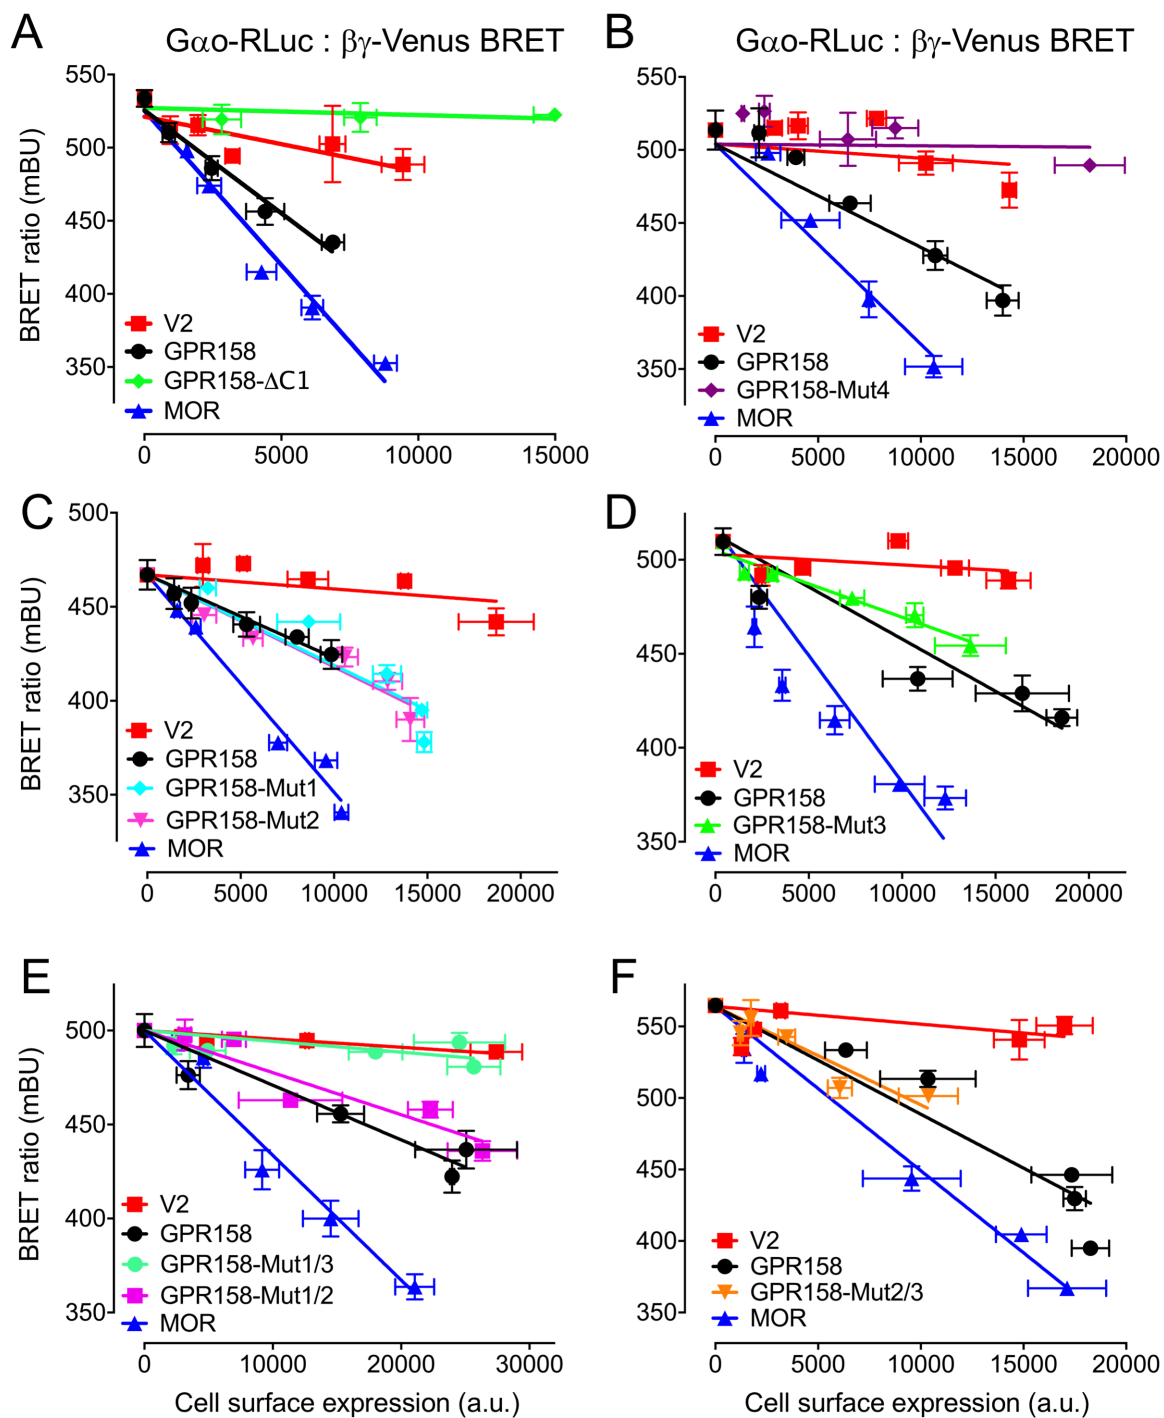 A
Gαo-RLuc : βγ-Venus BRET
BRET ratio (mBU)
550
500
450
400
350
V2
GPR158
GPR158-ΔC1
MOR
0 5000 10000 15000
B
Gαo-RLuc : βγ-Venus BRET
550
500
450
400
350
V2
GPR158
GPR158-Mut4
MOR
0 5000 10000 15000 20000
C
BRET ratio (mBU)
500
450
400
350
V2
GPR158
GPR158-Mut1
GPR158-Mut2
MOR
0 5000 10000 15000 20000
D
500
450
400
350
V2
GPR158
GPR158-Mut3
MOR
0 5000 10000 15000 20000
E
BRET ratio (mBU)
500
450
400
350
V2
GPR158
GPR158-Mut1/3
GPR158-Mut1/2
MOR
0 10000 20000 30000
Cell surface expression (a.u.)
F
550
500
450
400
350
V2
GPR158
GPR158-Mut2/3
MOR
0 5000 10000 15000 20000
Cell surface expression (a.u.)